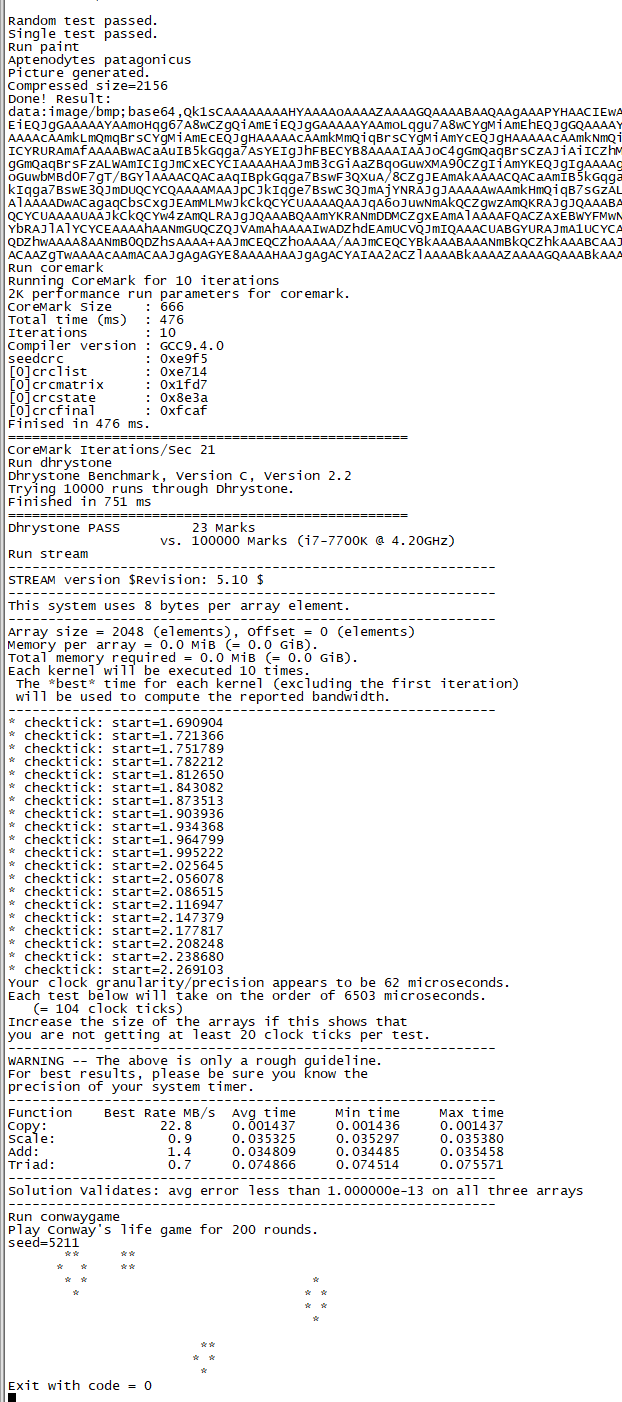 Random test passed.
Single test passed.
Run paint
Aptenodytes patagonicus
Picture generated.
Compressed size=2156
Done! Result:
data:image/bmp;base64,
Run coremark
Running CoreMark for 10 iterations
2K performance run parameters for coremark.
CoreMark Size    : 666
Total time (ms)  : 476
Iterations       : 10
Compiler version : GCC9.4.0
seedcrc          : 0xe9f5
[0]crclist       : 0xe714
[0]crcmatrix     : 0x1fd7
[0]crcstate      : 0x8e3a
[0]crcfinal      : 0xfcaf
Finised in 476 ms.
==================================================
CoreMark Iterations/Sec 21
Run dhrystone
Dhrystone Benchmark, Version C, Version 2.2
Trying 10000 runs through Dhrystone.
Finished in 751 ms
==================================================
Dhrystone PASS         23 Marks
                   vs. 100000 Marks (i7-7700K @ 4.20GHz)
Run stream
-------------------------------------------------------------
STREAM version $Revision: 5.10 $
-------------------------------------------------------------
This system uses 8 bytes per array element.
-------------------------------------------------------------
Array size = 2048 (elements), Offset = 0 (elements)
Memory per array = 0.0 MiB (= 0.0 GiB).
Total memory required = 0.0 MiB (= 0.0 GiB).
Each kernel will be executed 10 times.
 The *best* time for each kernel (excluding the first iteration)
 will be used to compute the reported bandwidth.
-------------------------------------------------------------
* checktick: start=1.690904
* checktick: start=1.721366
* checktick: start=1.751789
* checktick: start=1.782212
* checktick: start=1.812650
* checktick: start=1.843082
* checktick: start=1.873513
* checktick: start=1.903936
* checktick: start=1.934368
* checktick: start=1.964799
* checktick: start=1.995222
* checktick: start=2.025645
* checktick: start=2.056078
* checktick: start=2.086515
* checktick: start=2.116947
* checktick: start=2.147379
* checktick: start=2.177817
* checktick: start=2.208248
* checktick: start=2.238680
* checktick: start=2.269103
Your clock granularity/precision appears to be 62 microseconds.
Each test below will take on the order of 6503 microseconds.
   (= 104 clock ticks)
Increase the size of the arrays if this shows that
you are not getting at least 20 clock ticks per test.
-------------------------------------------------------------
WARNING -- The above is only a rough guideline.
For best results, please be sure you know the
precision of your system timer.
-------------------------------------------------------------
Function    Best Rate MB/s  Avg time     Min time     Max time
Copy:              22.8     0.001437     0.001436     0.001437
Scale:              0.9     0.035325     0.035297     0.035380
Add:                1.4     0.034809     0.034485     0.035458
Triad:              0.7     0.074866     0.074514     0.075571
-------------------------------------------------------------
Solution Validates: avg error less than 1.000000e-13 on all three arrays
-------------------------------------------------------------
Run conwaygame
Play Conway's life game for 200 rounds.
seed=5211
       **     **
      *  *    **
       * *                            *
        *                            * *
                                     * *
                                      *

                        **
                       * *
                        *
Exit with code = 0